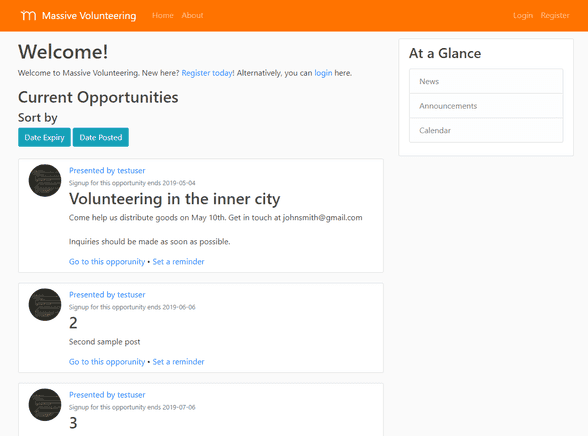 Massive Volunteering Home About Login Register
Welcome!
Welcome to Massive Volunteering. New here? Register today! Alternatively, you can login here.
Current Opportunities
Sort by
Date Expiry Date Posted
Presented by testuser
Signup for this opportunity ends 2019-05-04
Volunteering in the inner city
Come help us distribute goods on May 10th. Get in touch at johnsmith@gmail.com
Inquiries should be made as soon as possible.
Go to this opporunity • Set a reminder
Presented by testuser
Signup for this opportunity ends 2019-06-06
2
Second sample post
Go to this opporunity • Set a reminder
Presented by testuser
Signup for this opportunity ends 2019-07-06
3
At a Glance
News
Announcements
Calendar